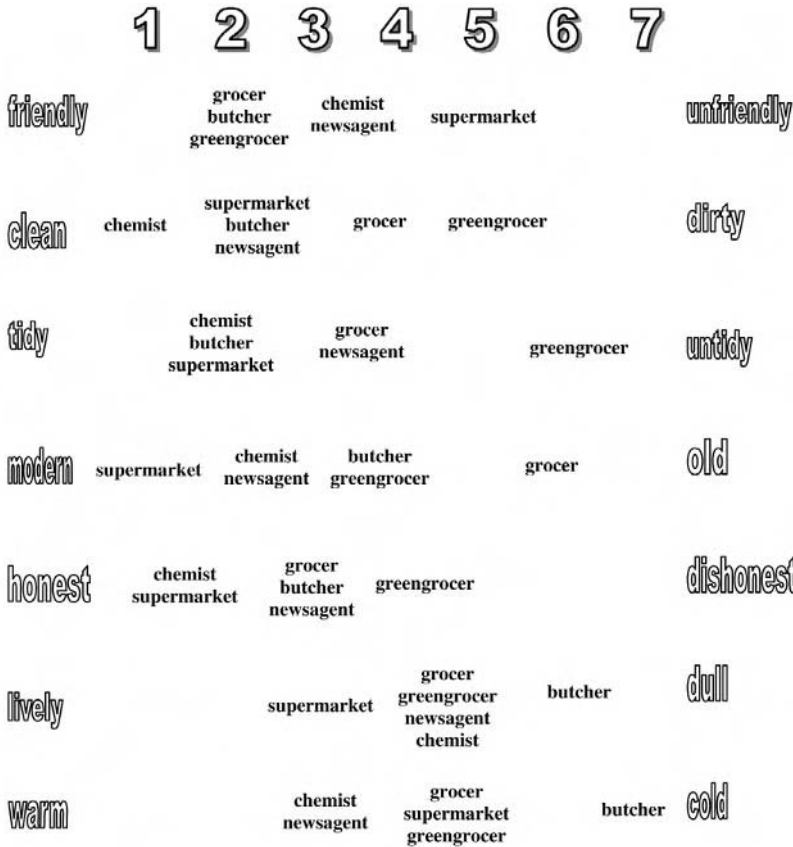 1 2 3 4 5 6 7
friendly
grocer
butcher
greengrocer
chemist
newsagent
supermarket
unfriendly
clean
chemist
supermarket
butcher
newsagent
grocer
greengrocer
dirty
tidy
chemist
butcher
supermarket
grocer
newsagent
greengrocer
untidy
modern
supermarket
chemist
newsagent
butcher
greengrocer
grocer
old
honest
chemist
supermarket
grocer
butcher
newsagent
greengrocer
dishonest
lively
supermarket
grocer
greengrocer
newsagent
chemist
butcher
dull
warm
chemist
newsagent
grocer
supermarket
greengrocer
butcher
cold